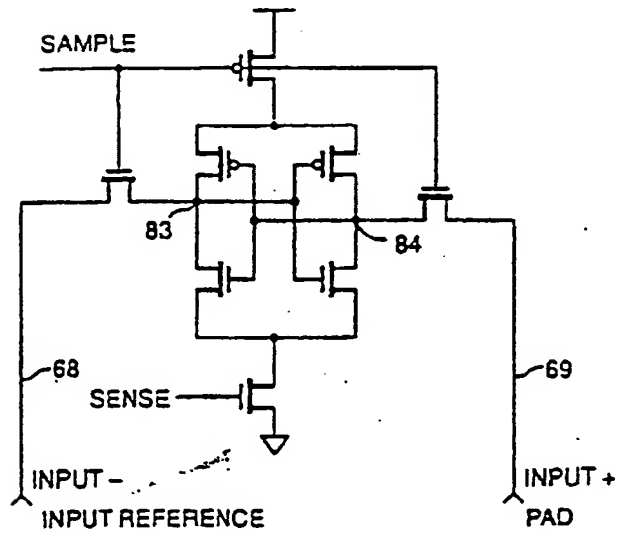 SAMPLE
83
84
68
69
SENSE
INPUT –
INPUT REFERENCE
INPUT +
PAD